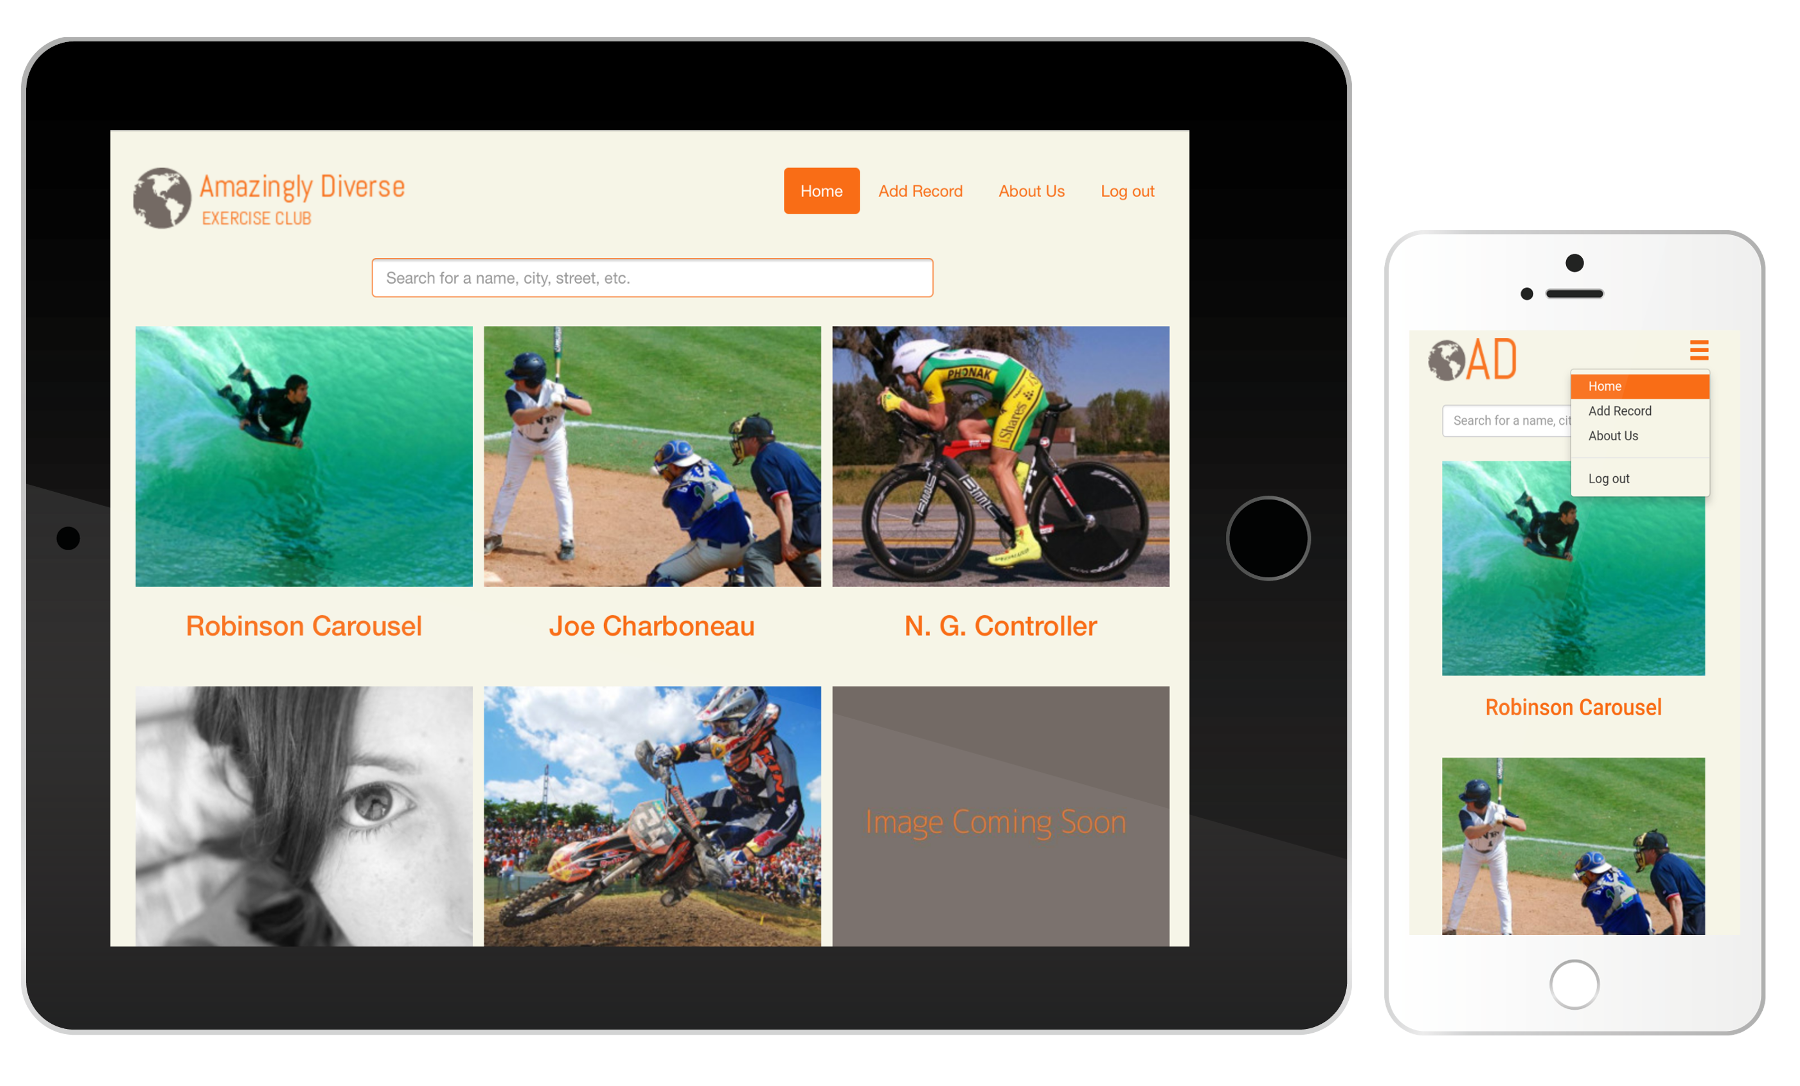 Amazingly Diverse
EXERCISE CLUB
Home
Add Record
About Us
Log out
Search for a name, city, street, etc.
PHONAK
iShares
BMC
Robinson Carousel
Joe Charboneau
N. G. Controller
Image Coming Soon
AD
Home
Add Record
About Us
Log out
Search for a name, cit
Robinson Carousel